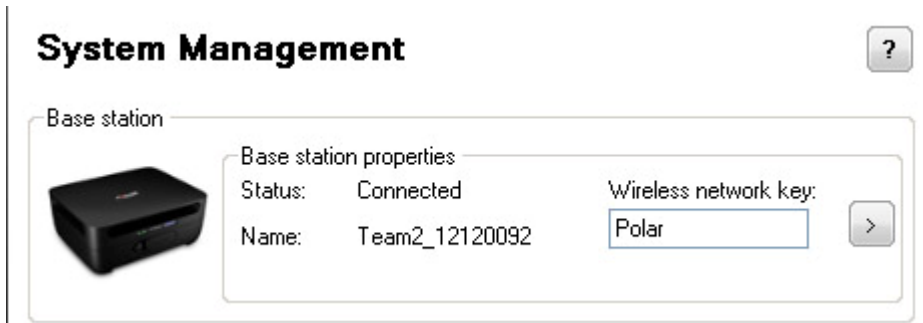 System Management
?
Base station
Base station properties
Status: Connected
Wireless network key:
Name: Team2_12120092
Polar
>